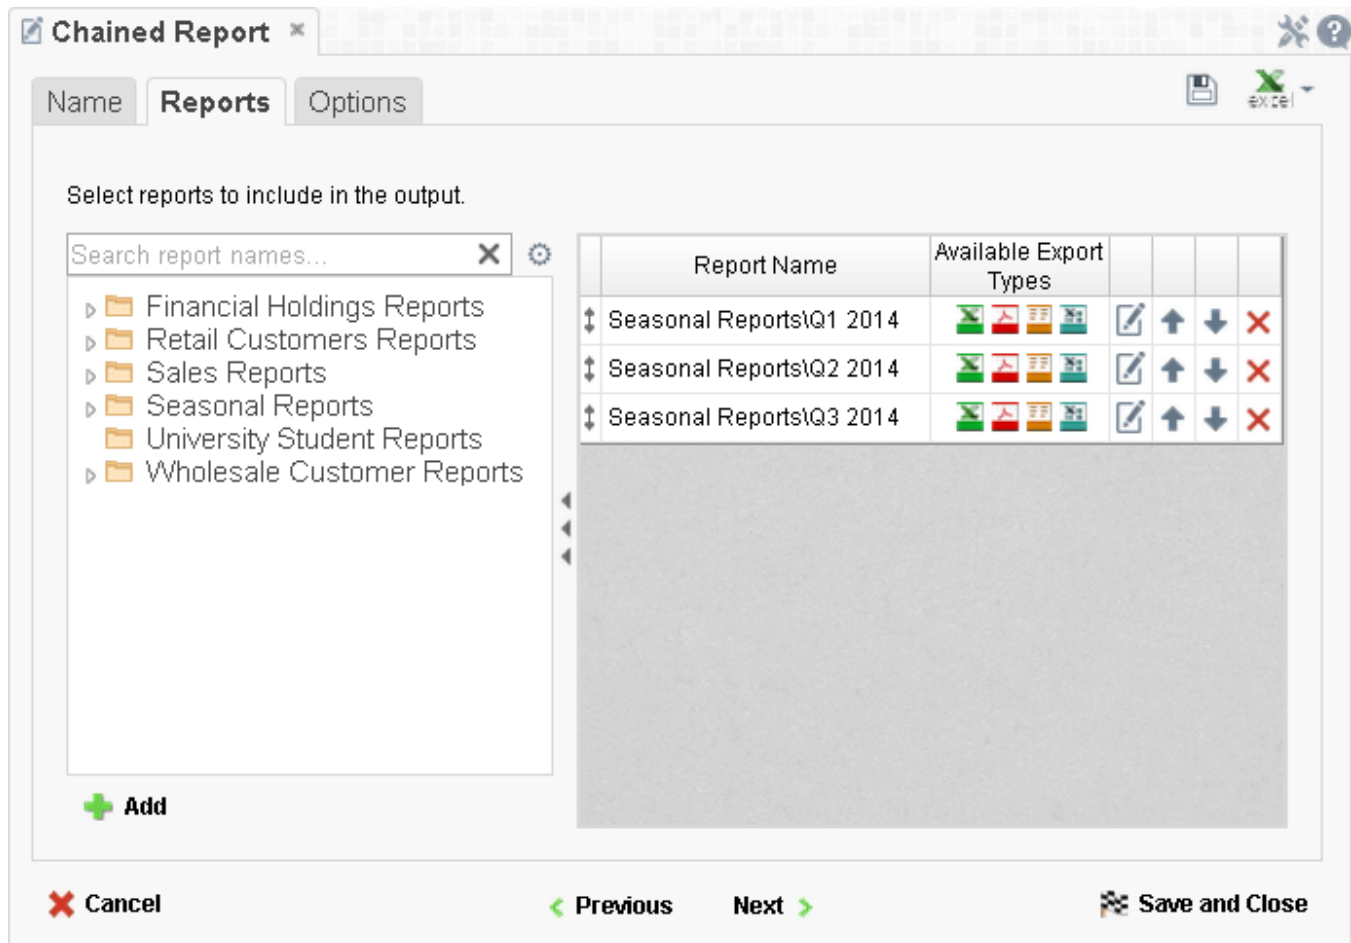 Chained Report
Name
Reports
Options
excel
Select reports to include in the output.
Search report names...
Financial Holdings Reports
Retail Customers Reports
Sales Reports
Seasonal Reports
University Student Reports
Wholesale Customer Reports
Add
Report Name
Available Export
Types
Seasonal Reports\Q1 2014
Seasonal Reports\Q2 2014
Seasonal Reports\Q3 2014
Cancel
Previous
Next
Save and Close